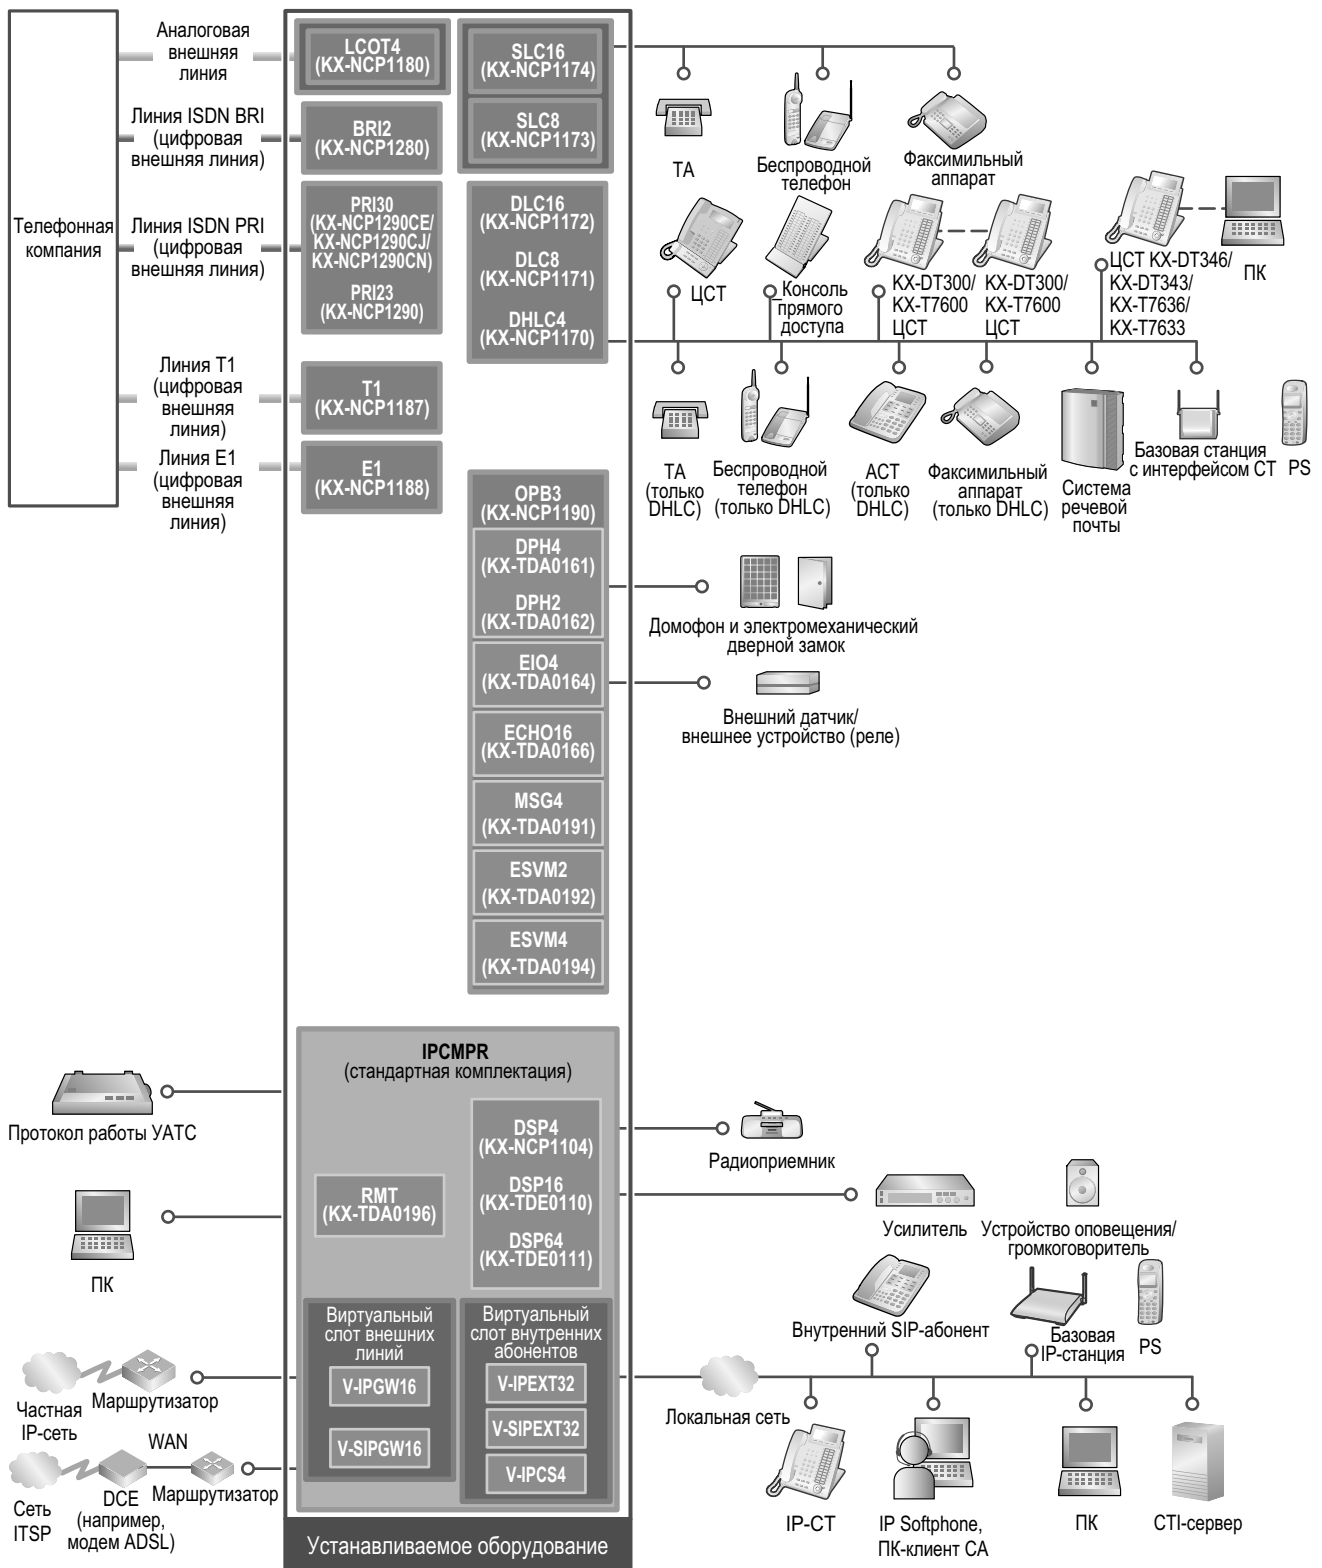 Телефонная
компания
Аналоговая
внешняя
линия
Линия ISDN BRI
(цифровая
внешняя линия)
Линия ISDN PRI
(цифровая
внешняя линия)
Линия T1
(цифровая
внешняя
линия)
Линия E1
(цифровая
внешняя
линия)
LCOT4
(KX-NCP1180)
BRI2
(KX-NCP1280)
PRI30
(KX-NCP1290CE/
KX-NCP1290CJ/
KX-NCP1290CN)
PRI23
(KX-NCP1290)
T1
(KX-NCP1187)
E1
(KX-NCP1188)
SLC16
(KX-NCP1174)
SLC8
(KX-NCP1173)
DLC16
(KX-NCP1172)
DLC8
(KX-NCP1171)
DHLC4
(KX-NCP1170)
OPB3
(KX-NCP1190)
DPH4
(KX-TDA0161)
DPH2
(KX-TDA0162)
EIO4
(KX-TDA0164)
ECHO16
(KX-TDA0166)
MSG4
(KX-TDA0191)
ESVM2
(KX-TDA0192)
ESVM4
(KX-TDA0194)
ТА
Беспроводной
телефон
Факсимильный
аппарат
ЦСТ
Консоль
прямого
доступа
KX-DT300/
KX-T7600
ЦСТ
KX-DT300/
KX-T7600
ЦСТ
ЦСТ KX-DT346/
KX-DT343/
KX-T7636/
KX-T7633
ПК
ТА
(только
DHLC)
Беспроводной
телефон
(только DHLC)
АСТ
(только
DHLC)
Факсимильный
аппарат
(только DHLC)
Система
речевой
почты
Базовая станция
с интерфейсом СТ
PS
Домофон и электромеханический
дверной замок
Внешний датчик/
внешнее устройство (реле)
IPCMPR
(стандартная комплектация)
DSP4
(KX-NCP1104)
DSP16
(KX-TDE0110)
DSP64
(KX-TDE0111)
RMT
(KX-TDA0196)
Виртуальный
слот внешних
линий
V-IPGW16
V-SIPGW16
Виртуальный
слот внутренних
абонентов
V-IPEXT32
V-SIPEXT32
V-IPCS4
Устанавливаемое оборудование
Протокол работы УАТС
ПК
Частная
IP-сеть
Маршрутизатор
WAN
Сеть
ITSP
DCE
(например,
модем ADSL)
Маршрутизатор
Радиоприемник
Усилитель
Устройство оповещения/
громкоговоритель
Внутренний SIP-абонент
Базовая
IP-станция
PS
Локальная сеть
IP-СТ
IP Softphone,
ПК-клиент CA
ПК
CTI-сервер